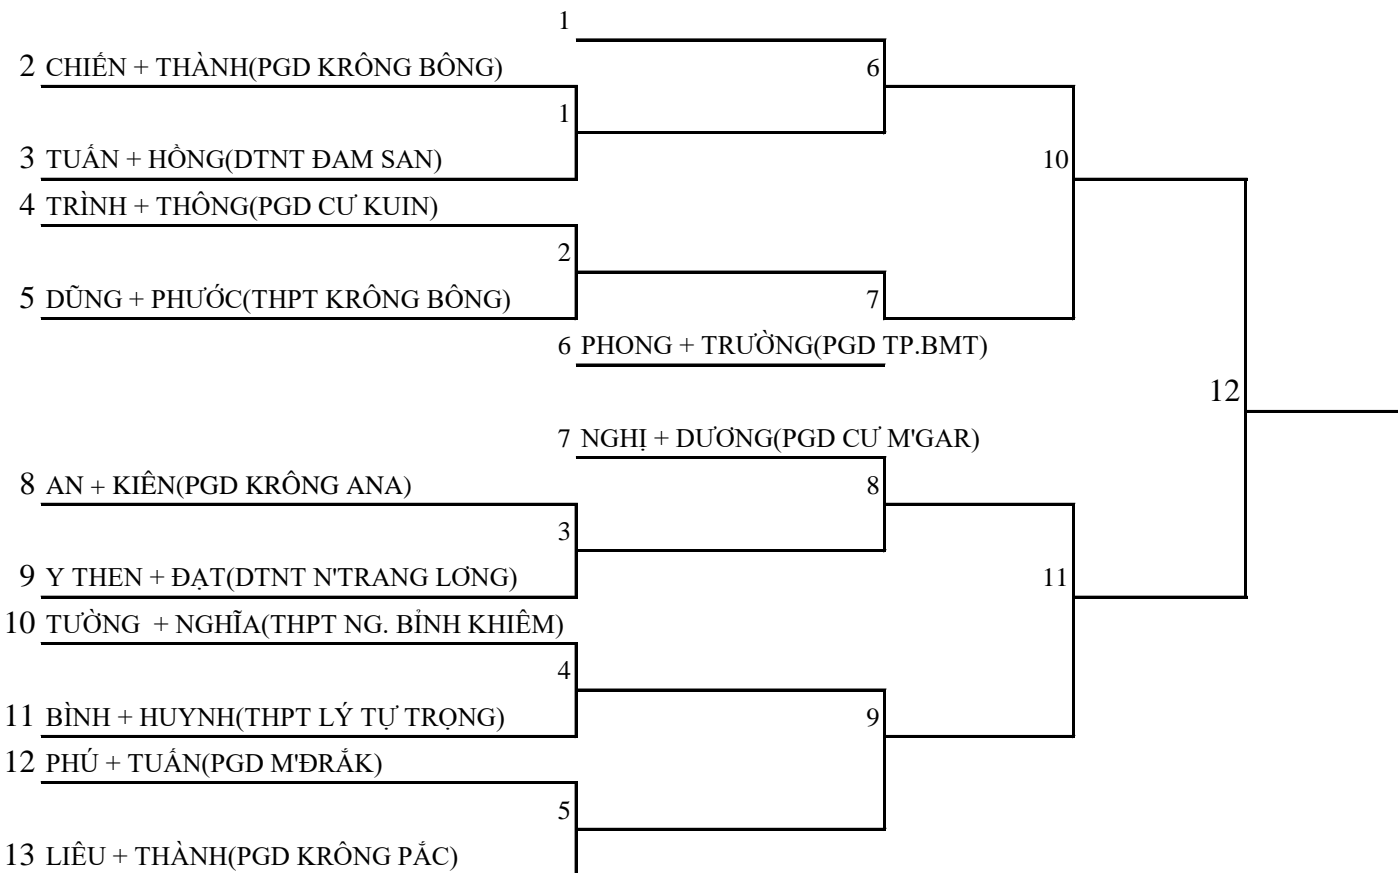 1
2 CHIẾN + THÀNH(PGD KRÔNG BÔNG)
6
1
3 TUẤN + HỒNG(DTNT ĐAM SAN)
10
4 TRÌNH + THÔNG(PGD CƯ KUIN)
2
5 DŨNG + PHƯỚC(THPT KRÔNG BÔNG)
7
6 PHONG + TRƯỜNG(PGD TP.BMT)
12
7 NGHỊ + DƯƠNG(PGD CƯ M'GAR)
8 AN + KIÊN(PGD KRÔNG ANA)
8
3
9 Y THEN + ĐẠT(DTNT N'TRANG LƠNG)
11
10 TƯỜNG + NGHĨA(THPT NG. BỈNH KHIÊM)
4
11 BÌNH + HUYNH(THPT LÝ TỰ TRỌNG)
9
12 PHÚ + TUẤN(PGD M'ĐRẮK)
5
13 LIÊU + THÀNH(PGD KRÔNG PẮC)